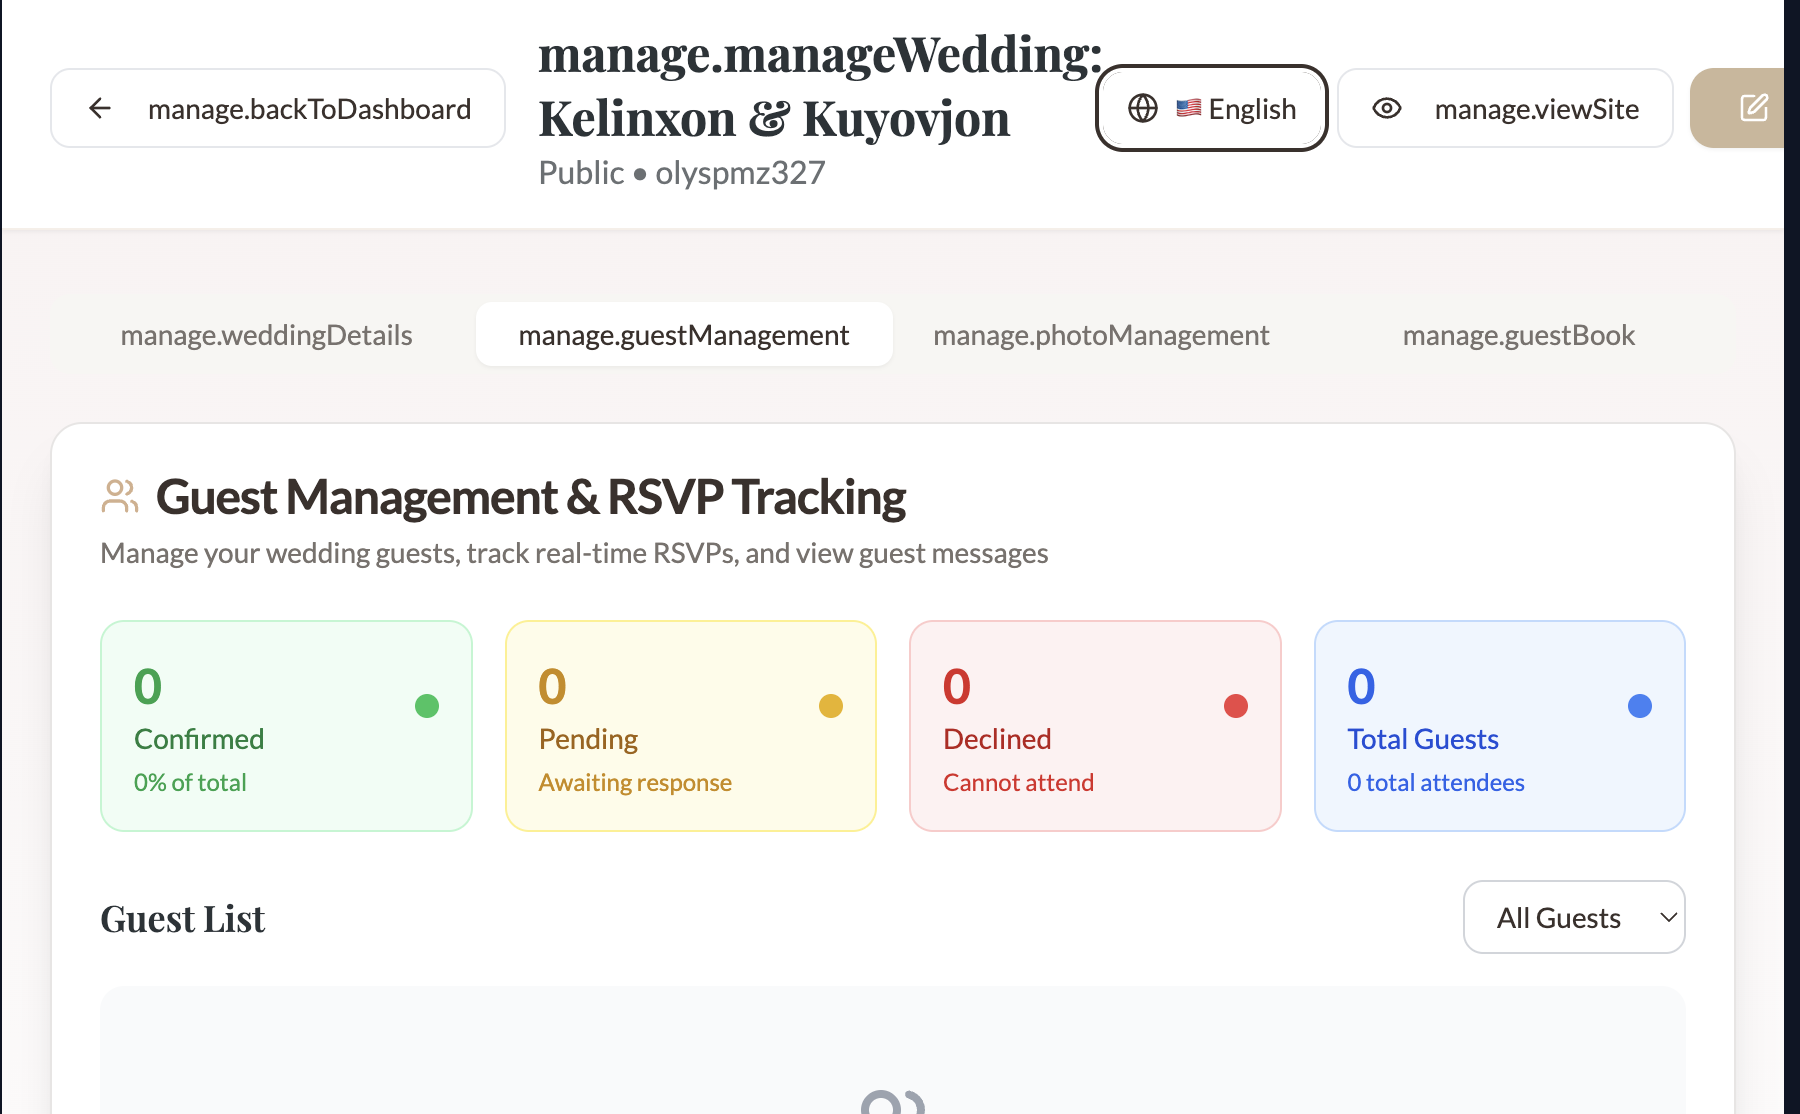 manage.backToDashboard
manage.manageWedding:
Kelinxon & Kuyovjon
Public • olyspmz327
English
manage.viewSite
manage.weddingDetails
manage.guestManagement
manage.photoManagement
manage.guestBook
Guest Management & RSVP Tracking
Manage your wedding guests, track real-time RSVPs, and view guest messages
0
Confirmed
0% of total
0
Pending
Awaiting response
0
Declined
Cannot attend
0
Total Guests
0 total attendees
Guest List
All Guests